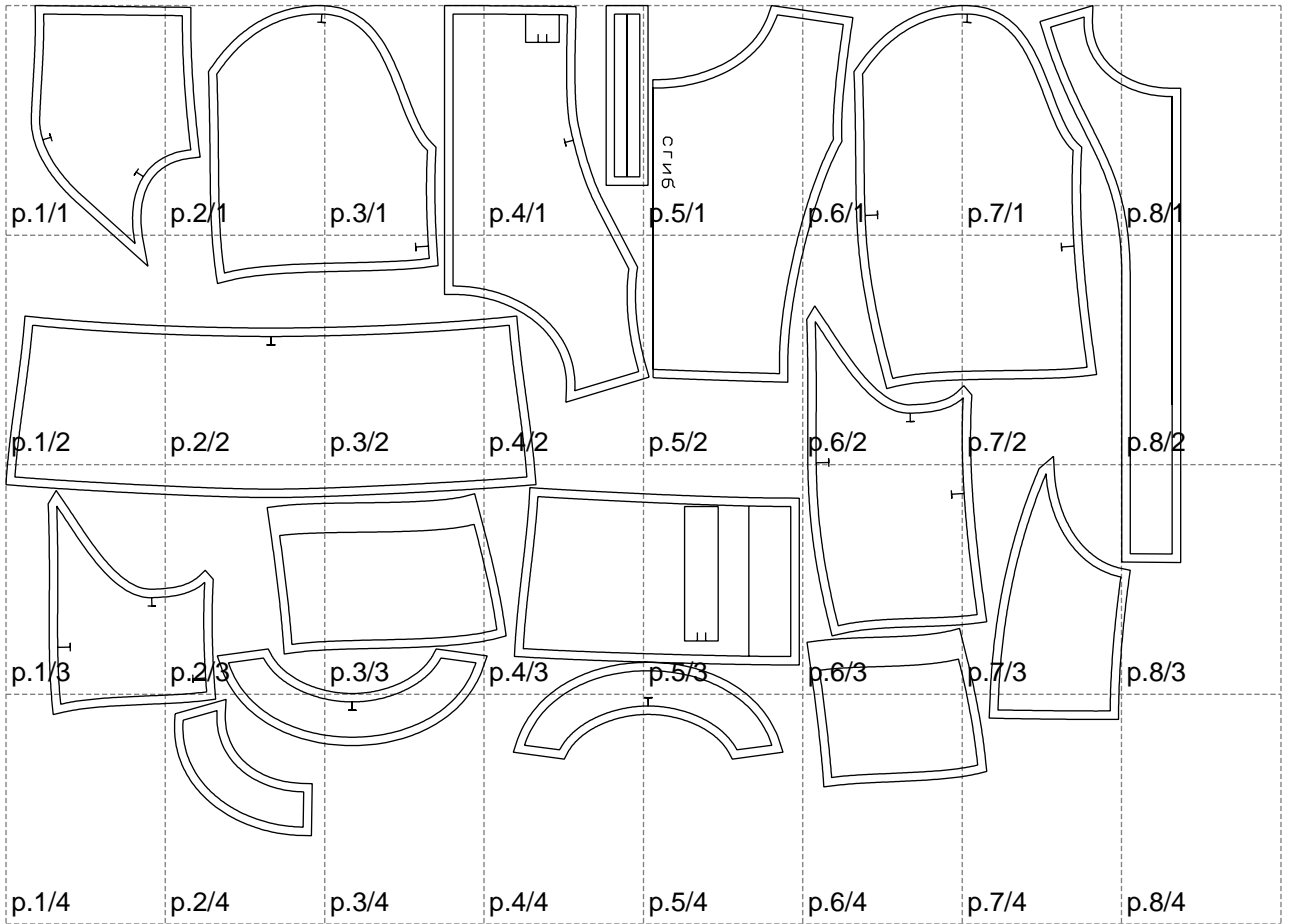 сгиб
p.1/1 p.2/1 p.3/1 p.4/1 p.5/1 p.6/1 p.7/1 p.8/1
p.1/2 p.2/2 p.3/2 p.4/2 p.5/2 p.6/2 p.7/2 p.8/2
p.1/3 p.2/3 p.3/3 p.4/3 p.5/3 p.6/3 p.7/3 p.8/3
p.1/4 p.2/4 p.3/4 p.4/4 p.5/4 p.6/4 p.7/4 p.8/4